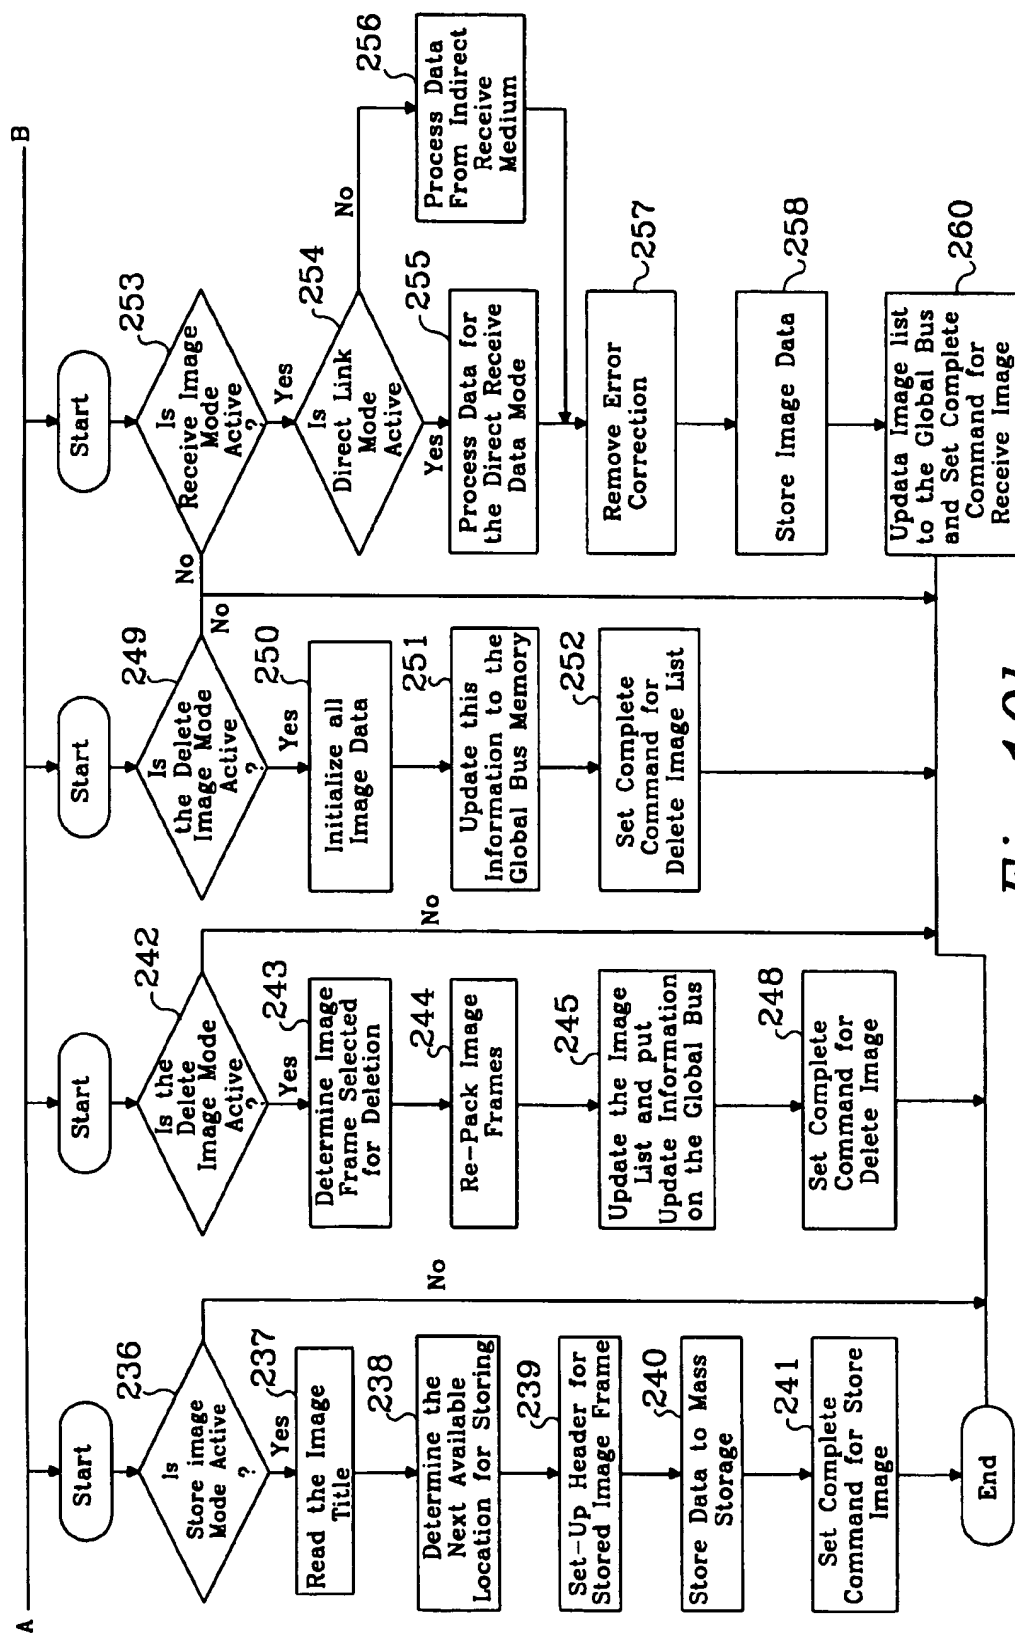 A
B
Start
236
Is
Store image
Mode Active
?
Yes
No
237
Read the Image
Title
238
Determine the
Next Available
Location for Storing
239
Set-Up Header for
Stored Image Frame
240
Store Data to Mass
Storage
241
Set Complete
Command for Store
Image
End
Start
242
Is the
Delete
Image Mode
Active
?
Yes
No
243
Determine Image
Frame Selected
for Deletion
244
Re-Pack Image
Frames
245
Update the Image
List and put
Update Information
on the Global Bus
248
Set Complete
Command for
Delete Image
Start
249
Is
the Delete
Image Mode
Active
?
Yes
No
250
Initialize all
Image Data
251
Update this
Information to the
Global Bus Memory
252
Set Complete
Command for
Delete Image List
Start
253
Is
Receive Image
Mode
Active
?
No
Yes
254
Is
Direct Link
Mode
Active
Yes
No
255
Process Data for
the Direct Receive
Data Mode
256
Process Data
From Indirect
Receive
Medium
257
Remove Error
Correction
258
Store Image Data
260
Updata Image list
to the Global Bus
and Set Complete
Command for
Receive Image